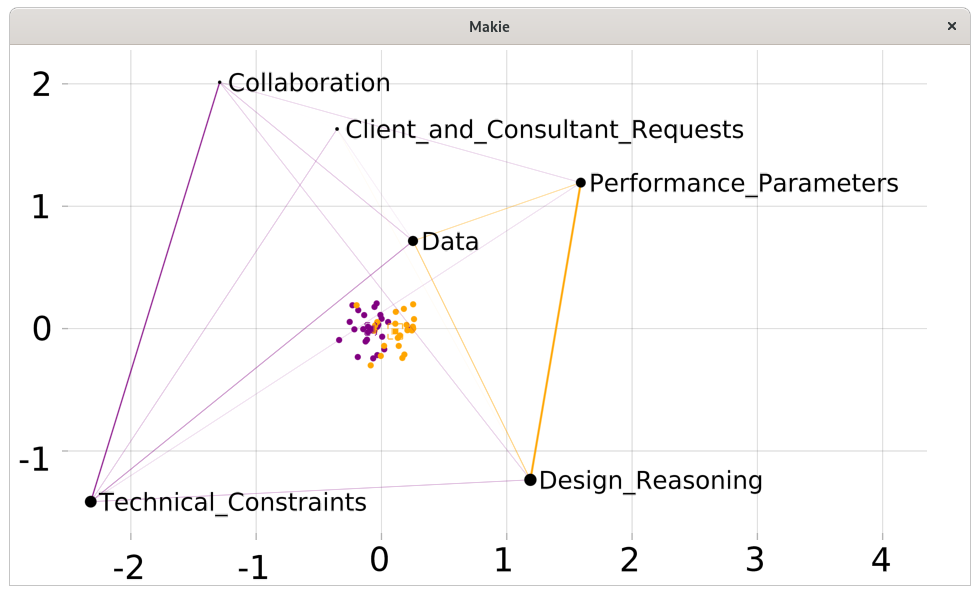 Makie ×
2
Collaboration
Client_and_Consultant_Requests
Performance_Parameters
1
Data
0
-1
Design_Reasoning
Technical_Constraints
-2 -1 0 1 2 3 4